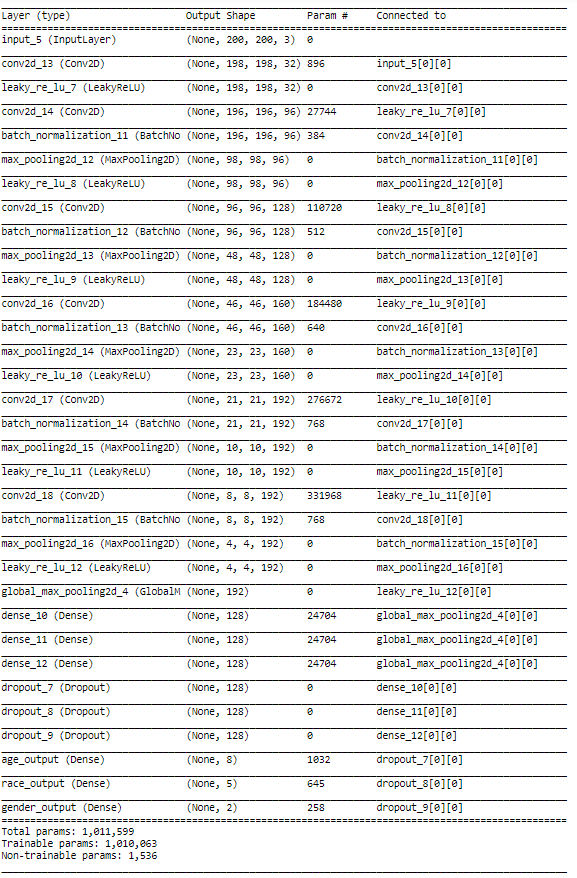 Layer (type) Output Shape Param # Connected to
input_5 (InputLayer) (None, 200, 200, 3) 0
conv2d_13 (Conv2D) (None, 198, 198, 32) 896 input_5[0][0]
leaky_re_lu_7 (LeakyReLU) (None, 198, 198, 32) 0 conv2d_13[0][0]
conv2d_14 (Conv2D) (None, 196, 196, 96) 27744 leaky_re_lu_7[0][0]
batch_normalization_11 (BatchNo (None, 196, 196, 96) 384 conv2d_14[0][0]
max_pooling2d_12 (MaxPooling2D) (None, 98, 98, 96) 0 batch_normalization_11[0][0]
leaky_re_lu_8 (LeakyReLU) (None, 98, 98, 96) 0 max_pooling2d_12[0][0]
conv2d_15 (Conv2D) (None, 96, 96, 128) 110720 leaky_re_lu_8[0][0]
batch_normalization_12 (BatchNo (None, 96, 96, 128) 512 conv2d_15[0][0]
max_pooling2d_13 (MaxPooling2D) (None, 48, 48, 128) 0 batch_normalization_12[0][0]
leaky_re_lu_9 (LeakyReLU) (None, 48, 48, 128) 0 max_pooling2d_13[0][0]
conv2d_16 (Conv2D) (None, 46, 46, 160) 184480 leaky_re_lu_9[0][0]
batch_normalization_13 (BatchNo (None, 46, 46, 160) 640 conv2d_16[0][0]
max_pooling2d_14 (MaxPooling2D) (None, 23, 23, 160) 0 batch_normalization_13[0][0]
leaky_re_lu_10 (LeakyReLU) (None, 23, 23, 160) 0 max_pooling2d_14[0][0]
conv2d_17 (Conv2D) (None, 21, 21, 192) 276672 leaky_re_lu_10[0][0]
batch_normalization_14 (BatchNo (None, 21, 21, 192) 768 conv2d_17[0][0]
max_pooling2d_15 (MaxPooling2D) (None, 10, 10, 192) 0 batch_normalization_14[0][0]
leaky_re_lu_11 (LeakyReLU) (None, 10, 10, 192) 0 max_pooling2d_15[0][0]
conv2d_18 (Conv2D) (None, 8, 8, 192) 331968 leaky_re_lu_11[0][0]
batch_normalization_15 (BatchNo (None, 8, 8, 192) 768 conv2d_18[0][0]
max_pooling2d_16 (MaxPooling2D) (None, 4, 4, 192) 0 batch_normalization_15[0][0]
leaky_re_lu_12 (LeakyReLU) (None, 4, 4, 192) 0 max_pooling2d_16[0][0]
global_max_pooling2d_4 (GlobalM (None, 192) 0 leaky_re_lu_12[0][0]
dense_10 (Dense) (None, 128) 24704 global_max_pooling2d_4[0][0]
dense_11 (Dense) (None, 128) 24704 global_max_pooling2d_4[0][0]
dense_12 (Dense) (None, 128) 24704 global_max_pooling2d_4[0][0]
dropout_7 (Dropout) (None, 128) 0 dense_10[0][0]
dropout_8 (Dropout) (None, 128) 0 dense_11[0][0]
dropout_9 (Dropout) (None, 128) 0 dense_12[0][0]
age_output (Dense) (None, 8) 1032 dropout_7[0][0]
race_output (Dense) (None, 5) 645 dropout_8[0][0]
gender_output (Dense) (None, 2) 258 dropout_9[0][0]
Total params: 1,011,599
Trainable params: 1,010,063
Non-trainable params: 1,536